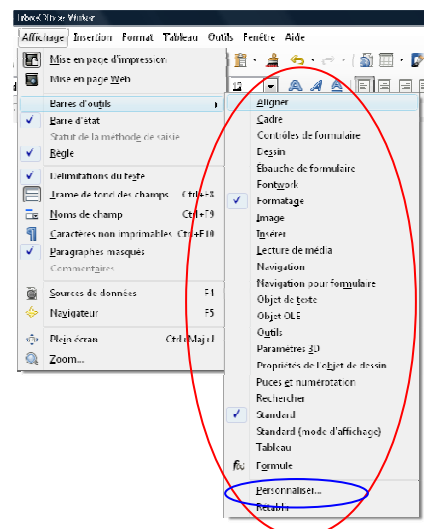 LibreOffice Writer
Affichage Insertion Format Tableau Outils Fenêtre Aide
Mise en page d'impression
Mise en page Web
12
Barres d'outils
Barre d'état
Statut de la méthode de saisie
Règle
Délimitations du texte
Trame de fond des champs Ctrl+F8
Noms de champ Ctrl+F9
Caractères non imprimables Ctrl+F10
Paragraphes masqués
Commentaires
Sources de données F4
Navigateur F5
Plein écran Ctrl+Maj+J
Zoom...
Aligner
Cadre
Contrôles de formulaire
Dessin
Ébauche de formulaire
Fontwork
Formatage
Image
Insérer
Lecture de média
Navigation
Navigation pour formulaire
Objet de texte
Objet OLE
Outils
Paramètres 3D
Propriétés de l'objet de dessin
Puces et numérotation
Rechercher
Standard
Standard (mode d'affichage)
Tableau
Formule
Personnaliser...
Rétablir